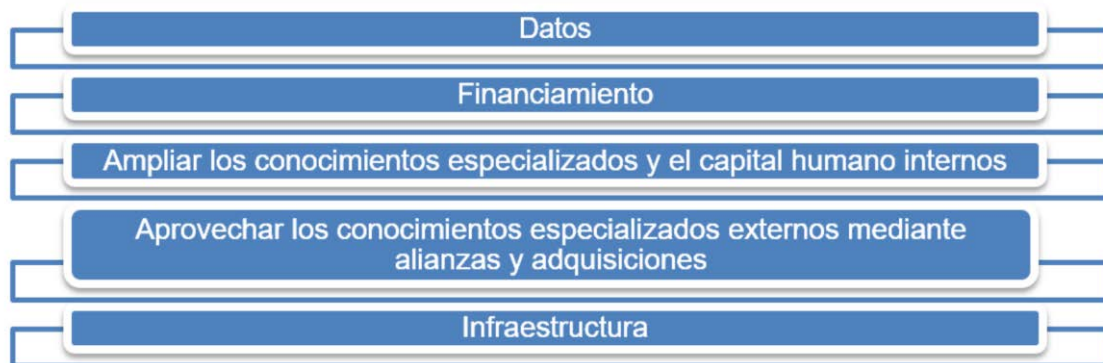 Datos
Financiamiento
Ampliar los conocimientos especializados y el capital humano internos
Aprovechar los conocimientos especializados externos mediante
alianzas y adquisiciones
Infraestructura